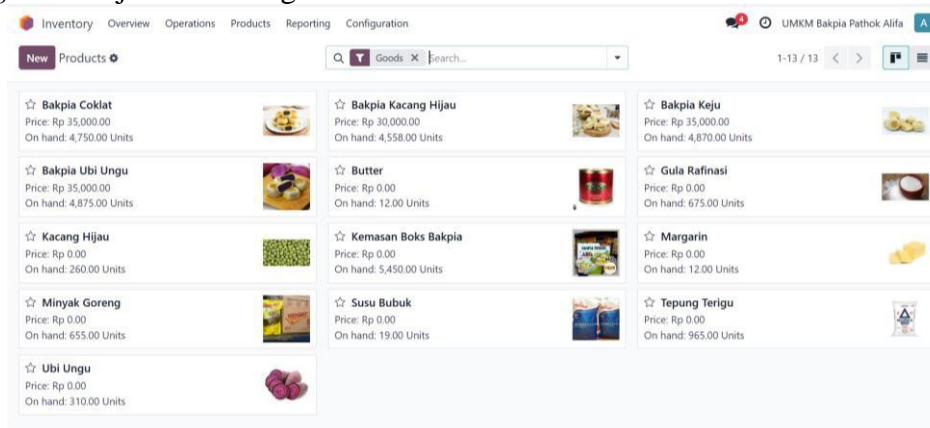 Inventory Overview Operations Products Reporting Configuration UMKM Bakpia Pathok Alifa A
New Products Goods Search... 1-13 / 13
Bakpia Coklat
Price: Rp 35,000.00
On hand: 4,750.00 Units
Bakpia Kacang Hijau
Price: Rp 30,000.00
On hand: 4,558.00 Units
Bakpia Keju
Price: Rp 35,000.00
On hand: 4,870.00 Units
Bakpia Ubi Ungu
Price: Rp 35,000.00
On hand: 4,875.00 Units
Butter
Price: Rp 0.00
On hand: 12.00 Units
Gula Rafinasi
Price: Rp 0.00
On hand: 675.00 Units
Kacang Hijau
Price: Rp 0.00
On hand: 260.00 Units
Kemasan Boks Bakpia
Price: Rp 0.00
On hand: 5,450.00 Units
Margarin
Price: Rp 0.00
On hand: 12.00 Units
Minyak Goreng
Price: Rp 0.00
On hand: 655.00 Units
Susu Bubuk
Price: Rp 0.00
On hand: 19.00 Units
Tepung Terigu
Price: Rp 0.00
On hand: 965.00 Units
Ubi Ungu
Price: Rp 0.00
On hand: 310.00 Units